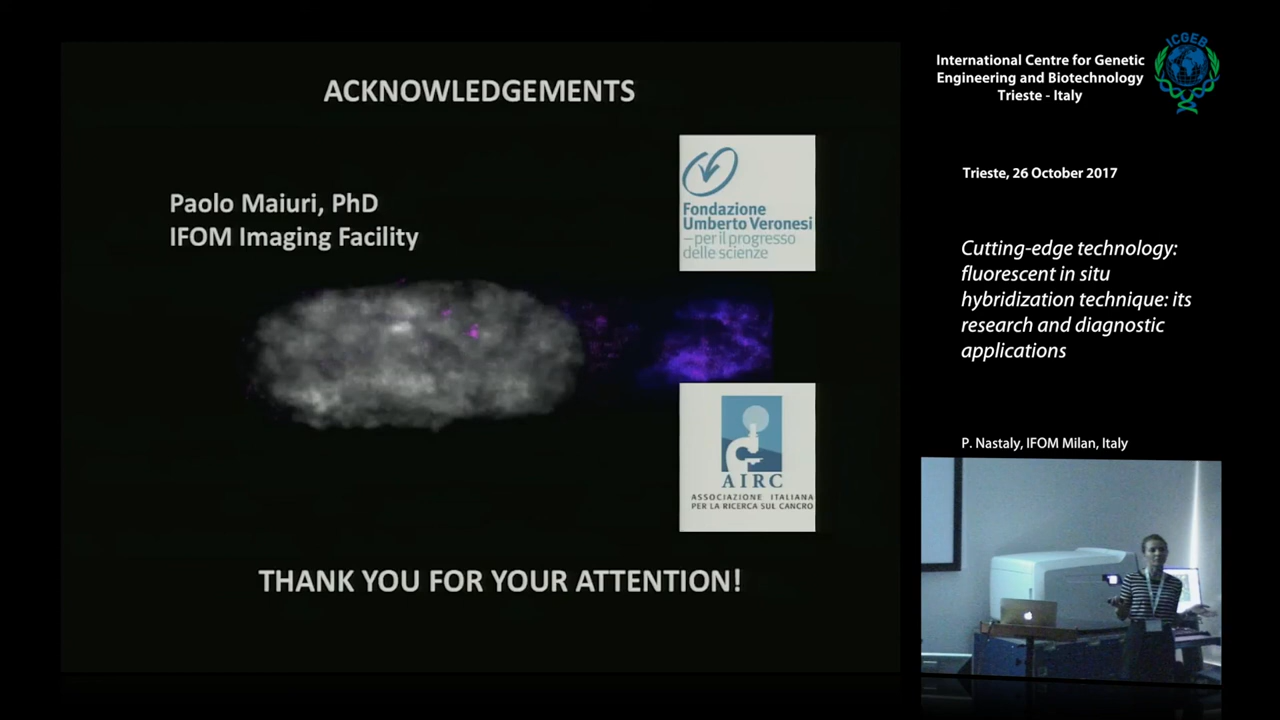 ACKNOWLEDGEMENTS
Paolo Maiuri, PhD
IFOM Imaging Facility
Fondazione
Umberto Veronesi
–per il progresso
delle scienze
AIRC
ASSOCIAZIONE ITALIANA
PER LA RICERCA SUL CANCRO
THANK YOU FOR YOUR ATTENTION!
International Centre for Genetic
Engineering and Biotechnology
Trieste - Italy
ICGEB
Trieste, 26 October 2017
Cutting-edge technology:
fluorescent in situ
hybridization technique: its
research and diagnostic
applications
P. Nastaly, IFOM Milan, Italy